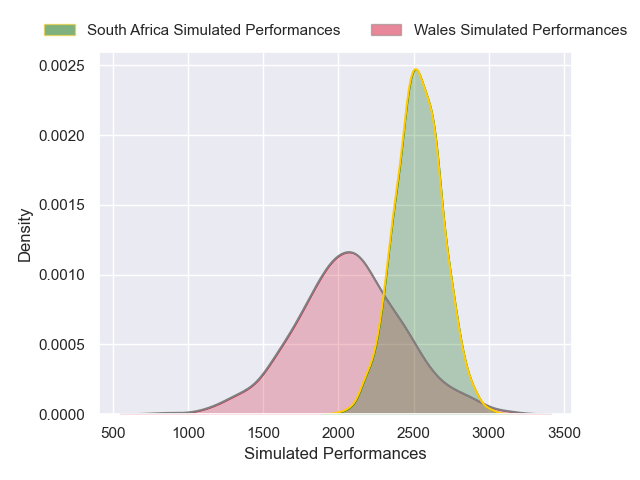 South Africa Simulated Performances
Wales Simulated Performances
0.0025
0.0020
0.0015
0.0010
0.0005
0.0000
Density
500 1000 1500 2000 2500 3000 3500
Simulated Performances